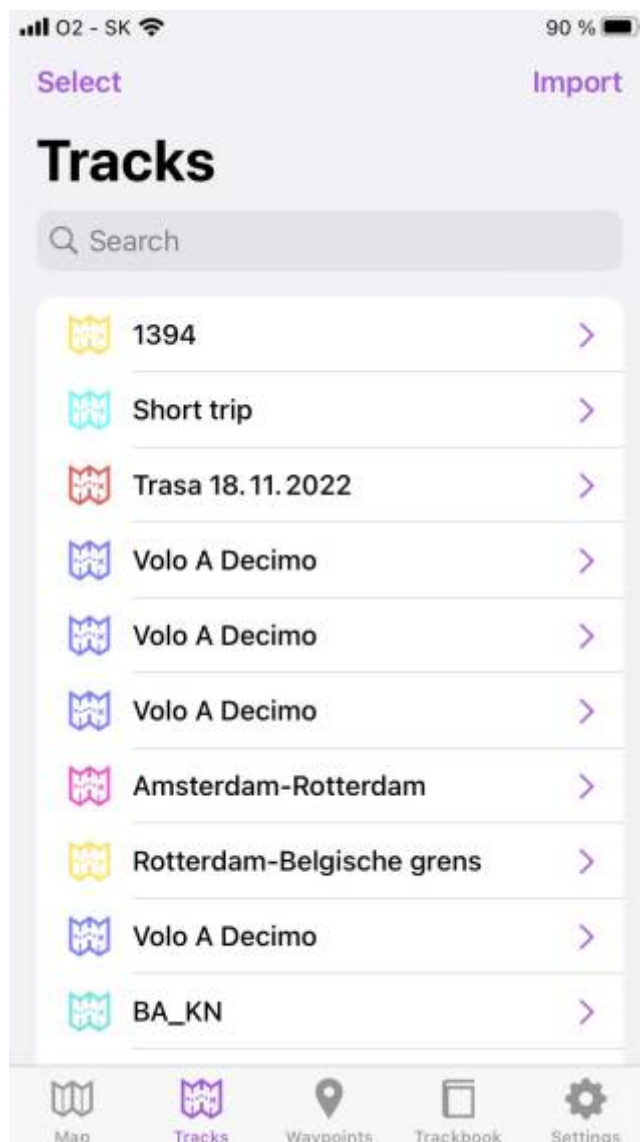 O2 - SK 90 %
Select Import
Tracks
Search
1394
Short trip
Trasa 18. 11. 2022
Volo A Decimo
Volo A Decimo
Volo A Decimo
Amsterdam-Rotterdam
Rotterdam-Belgische grens
Volo A Decimo
BA_KN
Map Tracks Waypoints Trackbook Settings